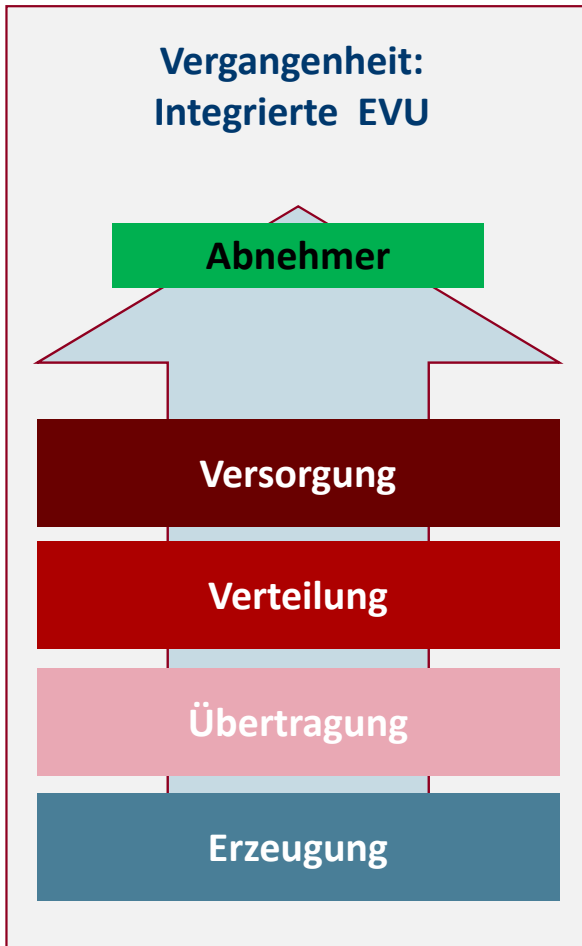 Vergangenheit:
Integrierte EVU
Abnehmer
Versorgung
Verteilung
Übertragung
Erzeugung